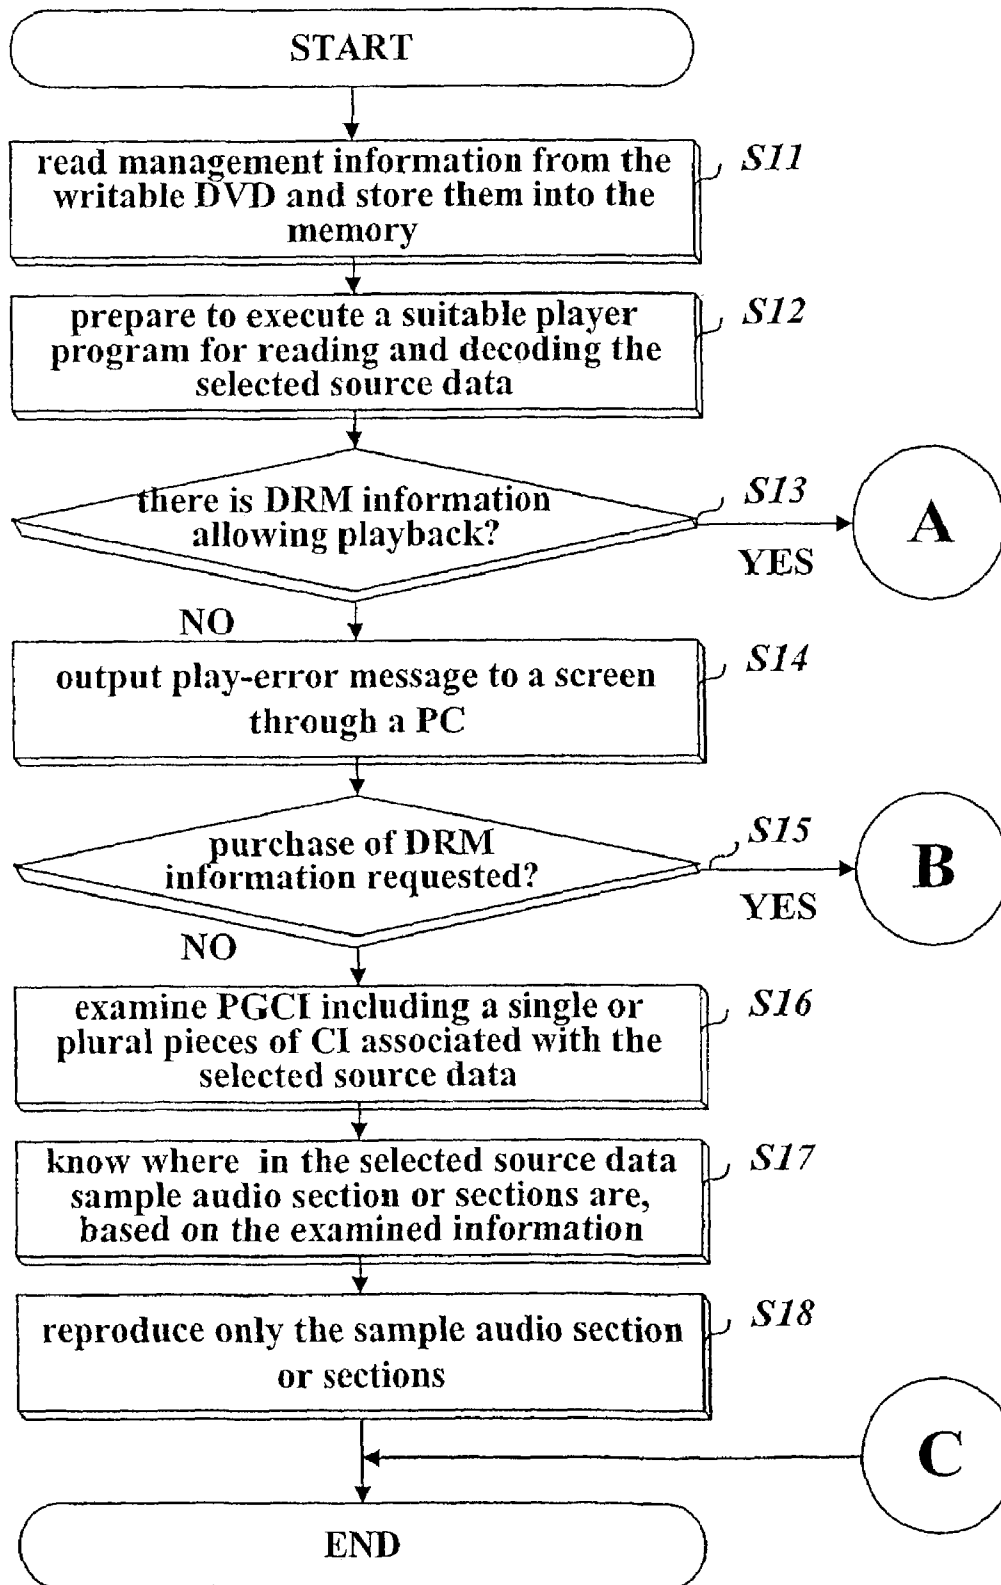 START
read management information from the
writable DVD and store them into the
memory
S11
prepare to execute a suitable player
program for reading and decoding the
selected source data
S12
there is DRM information
allowing playback?
S13
YES
A
NO
output play-error message to a screen
through a PC
S14
purchase of DRM
information requested?
S15
YES
B
NO
examine PGCI including a single or
plural pieces of CI associated with the
selected source data
S16
know where in the selected source data
sample audio section or sections are,
based on the examined information
S17
reproduce only the sample audio section
or sections
S18
C
END